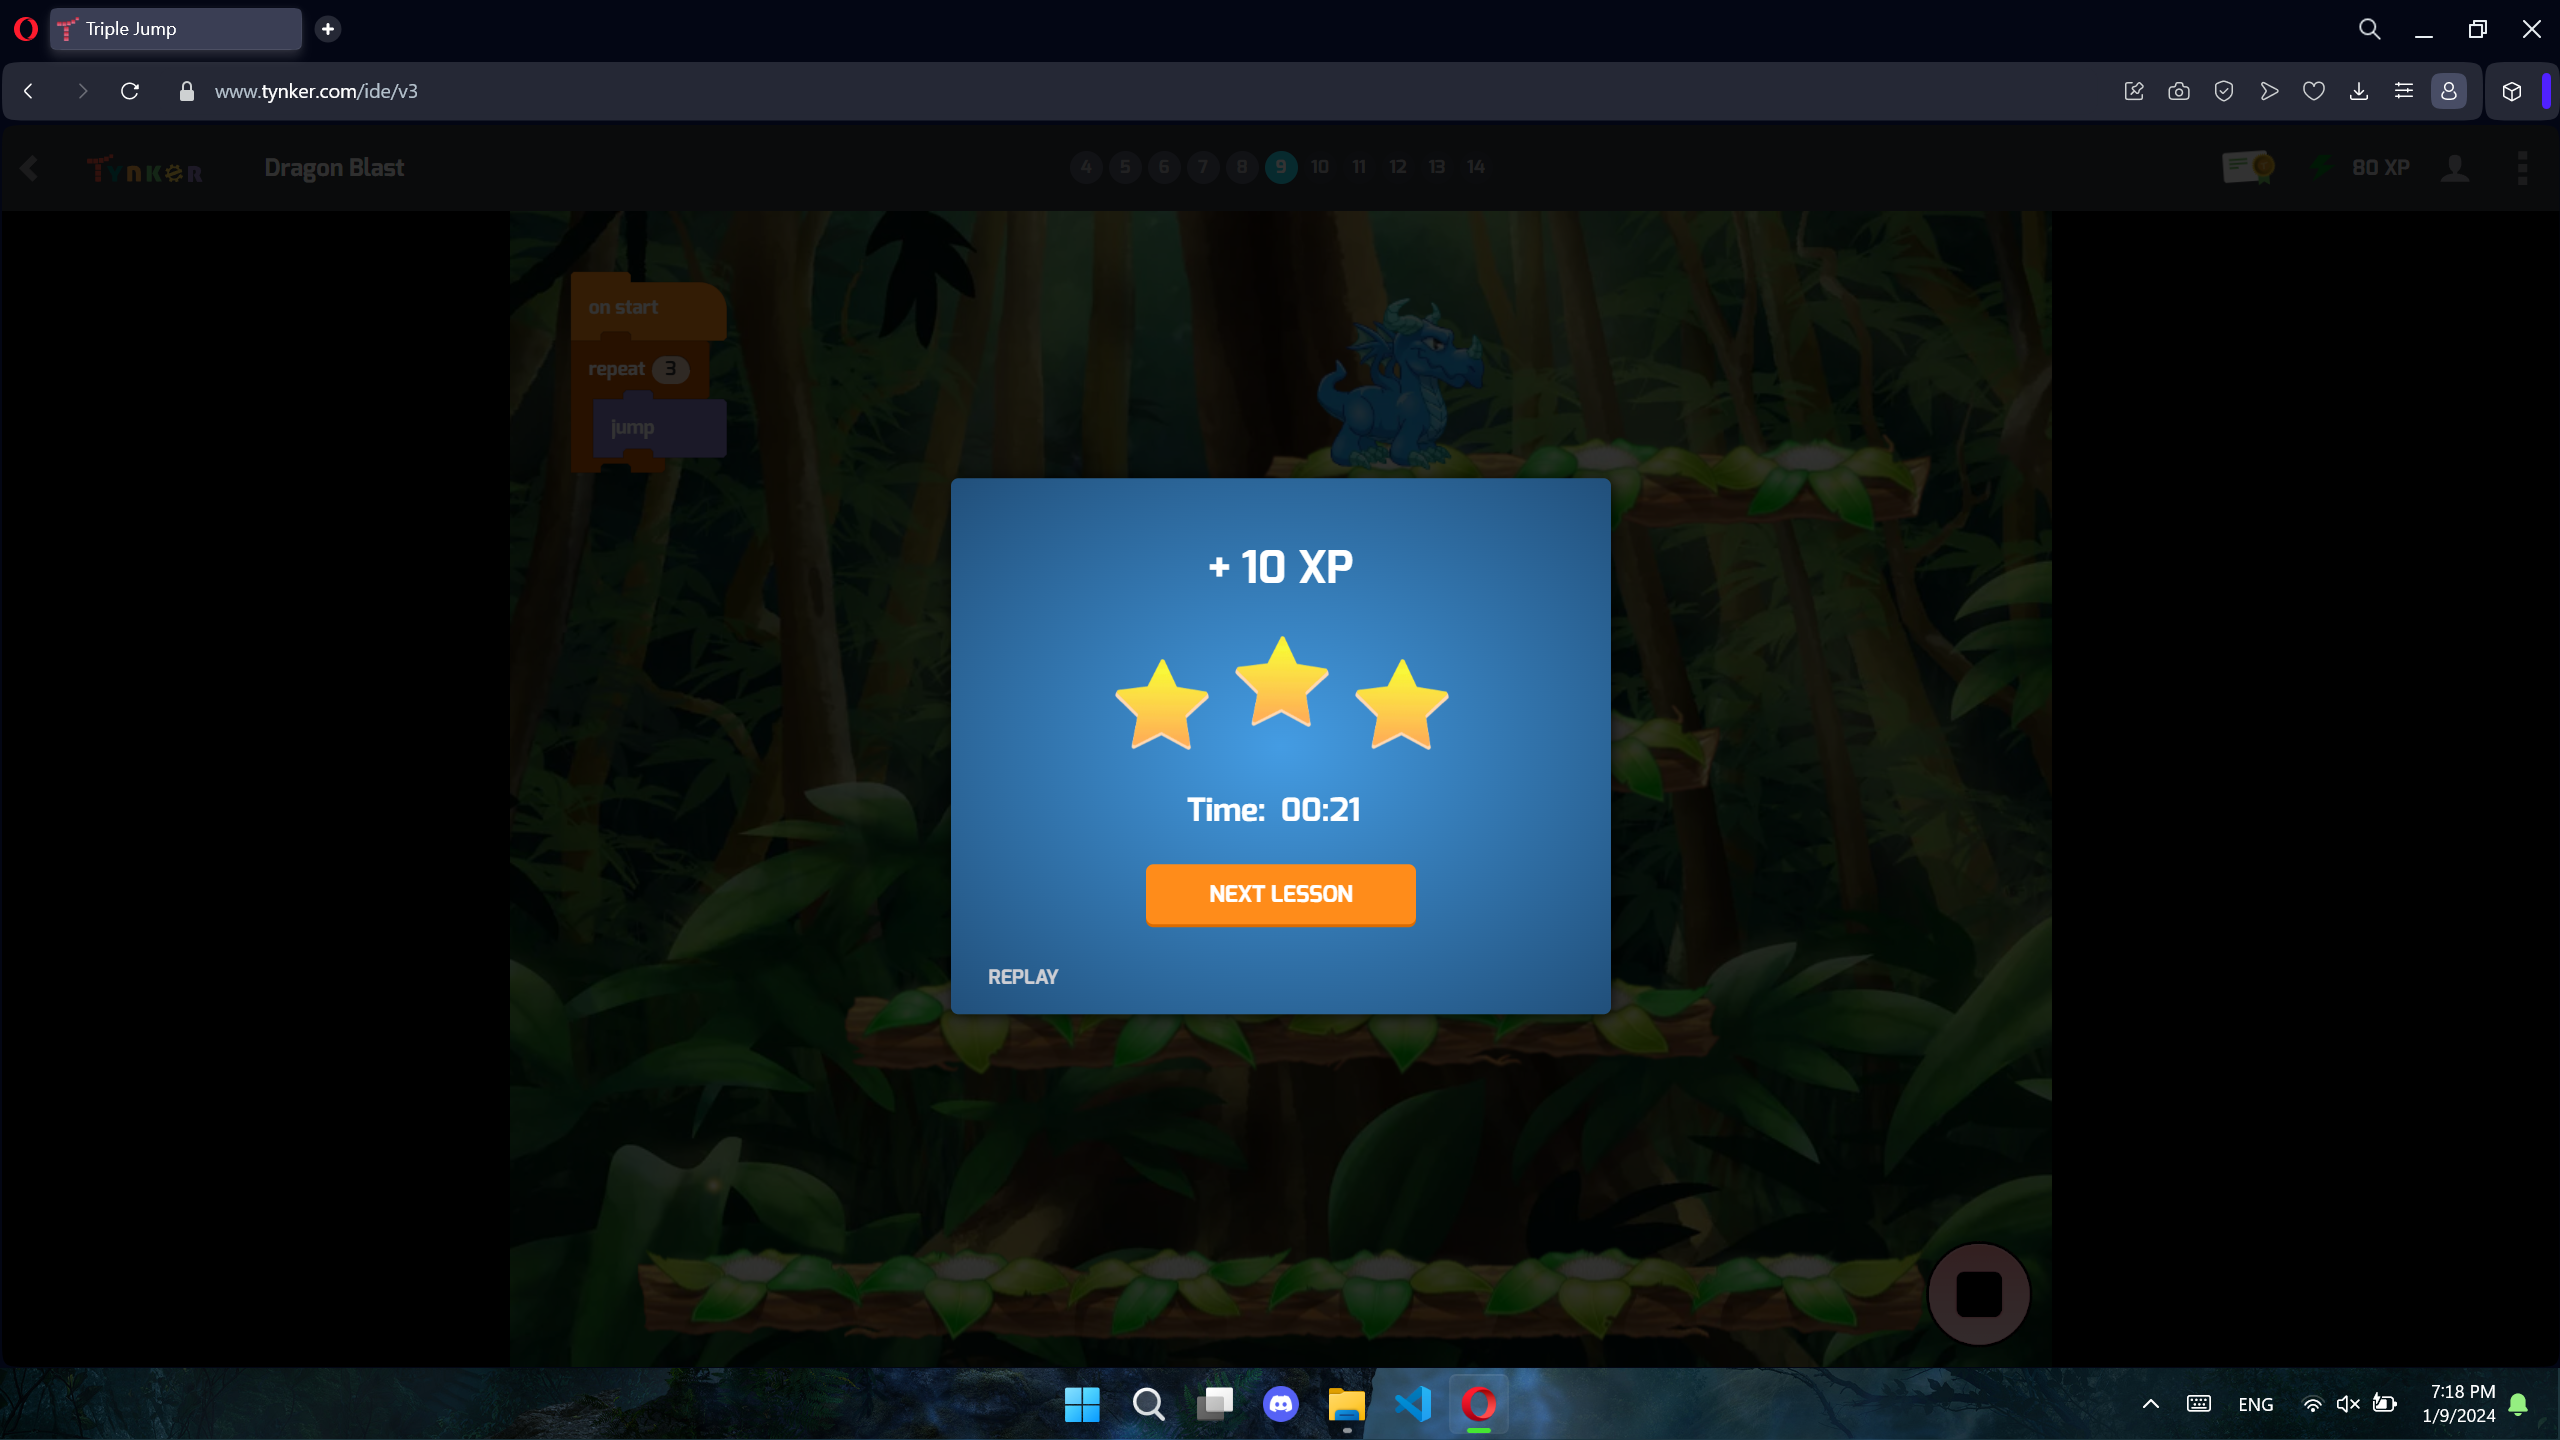 Triple Jump
www.tynker.com/ide/v3
TYNKER
Dragon Blast
4 5 6 7 8 9 10 11 12 13 14
80 XP
on start
repeat 3
jump
+ 10 XP
Time: 00:21
NEXT LESSON
REPLAY
ENG
7:18 PM
1/9/2024